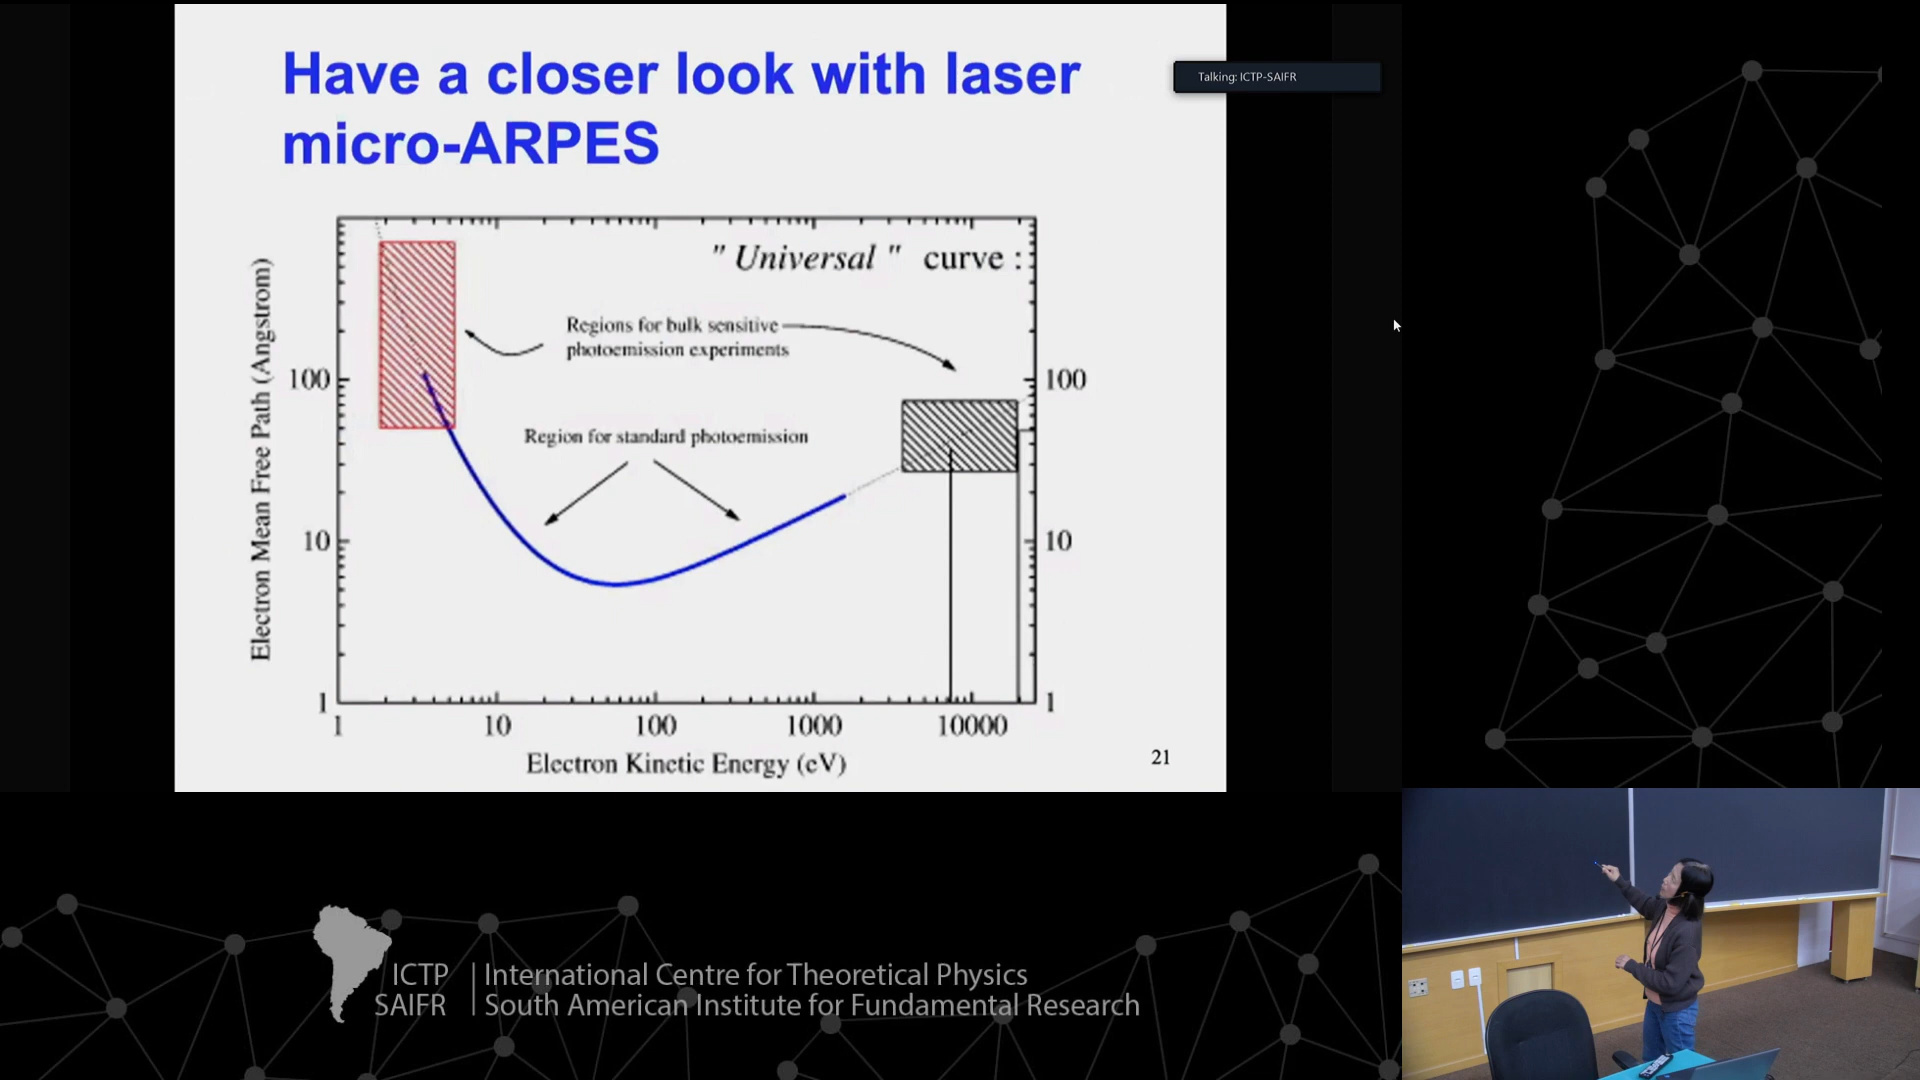 Have a closer look with laser
micro-ARPES
Talking: ICTP-SAIFR
" Universal " curve :
Regions for bulk sensitive
photoemission experiments
Region for standard photoemission
Electron Mean Free Path (Angstrom)
100
10
1
100
10
1
1 10 100 1000 10000
Electron Kinetic Energy (eV)
21
ICTP
SAIFR
International Centre for Theoretical Physics
South American Institute for Fundamental Research